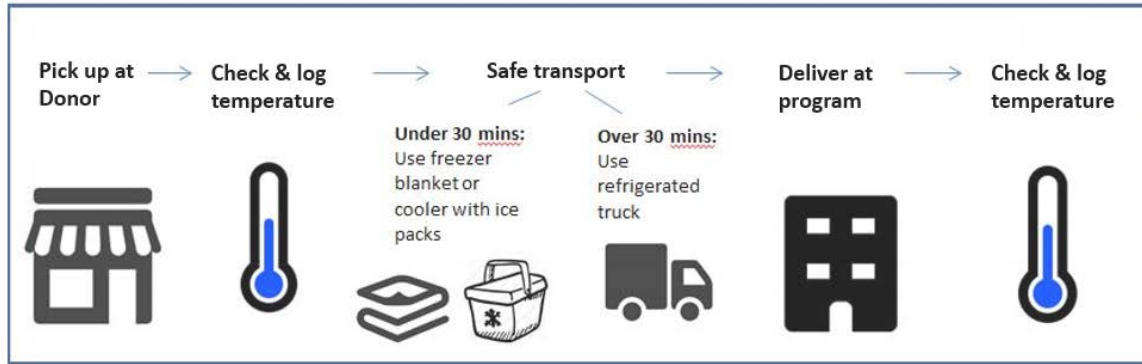 Pick up at
Donor
Check & log
temperature
Safe transport
Under 30 mins:
Use freezer
blanket or
cooler with ice
packs
Over 30 mins:
Use
refrigerated
truck
Deliver at
program
Check & log
temperature